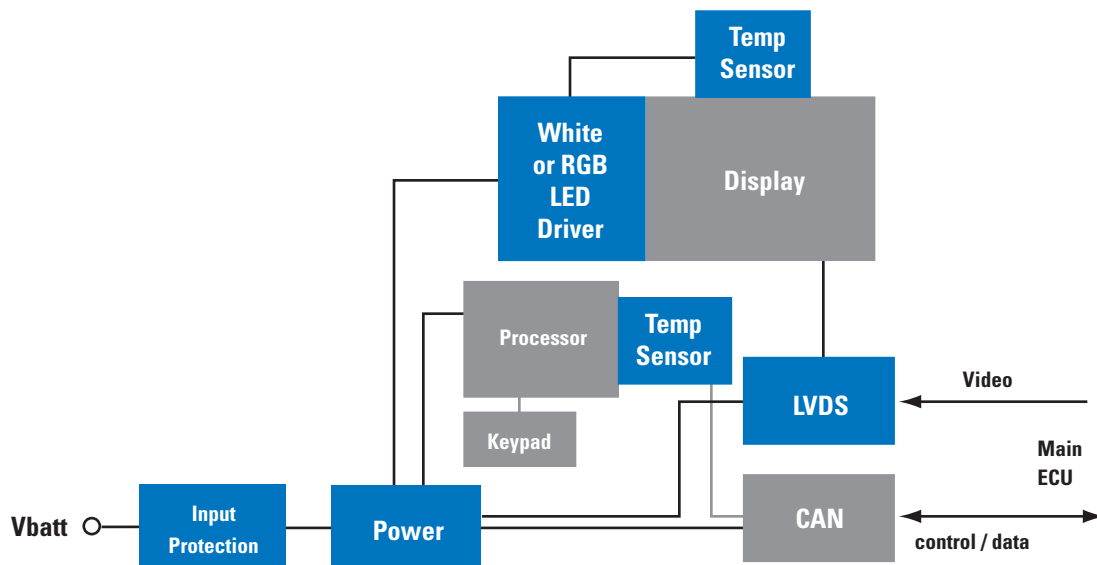 Temp
Sensor
White
or RGB
LED
Driver
Display
Processor
Temp
Sensor
Keypad
LVDS
Video
Main
ECU
Vbatt
Input
Protection
Power
CAN
control / data